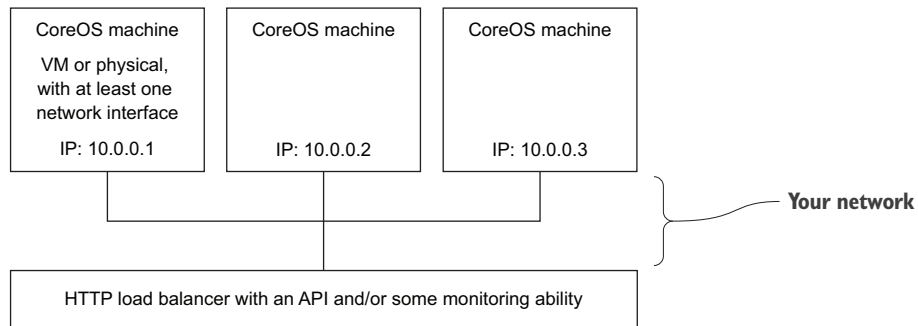 CoreOS machine
VM or physical,
with at least one
network interface
IP: 10.0.0.1
CoreOS machine
IP: 10.0.0.2
CoreOS machine
IP: 10.0.0.3
Your network
HTTP load balancer with an API and/or some monitoring ability